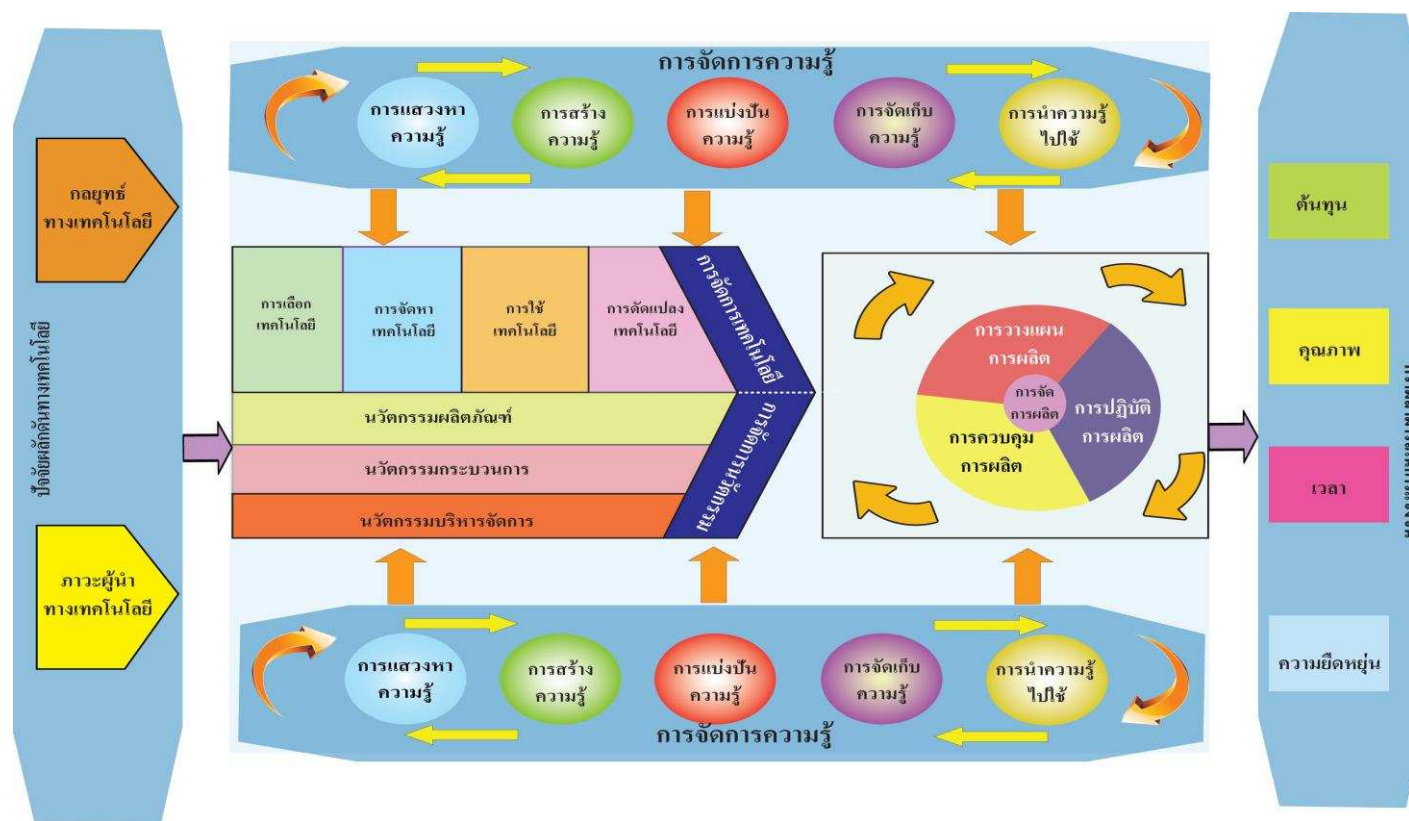 การจัดการความรู้
การแสวงหา
ความรู้
การสร้าง
ความรู้
การแบ่งปัน
ความรู้
การจัดเก็บ
ความรู้
การนำความรู้
ไปใช้
ปัจจัยผลักดันทางเทคโนโลยี
กลยุทธ์
ทางเทคโนโลยี
ภาวะผู้นำ
ทางเทคโนโลยี
การเลือก
เทคโนโลยี
การจัดหา
เทคโนโลยี
การใช้
เทคโนโลยี
การดัดแปลง
เทคโนโลยี
การจัดการเทคโนโลยี
นวัตกรรมผลิตภัณฑ์
นวัตกรรมกระบวนการ
นวัตกรรมบริหารจัดการ
การจัดการนวัตกรรม
การวางแผน
การผลิต
การจัด
การผลิต
การปฏิบัติ
การผลิต
การควบคุม
การผลิต
ต้นทุน
คุณภาพ
เวลา
ความยืดหยุ่น
การแสวงหา
ความรู้
การสร้าง
ความรู้
การแบ่งปัน
ความรู้
การจัดเก็บ
ความรู้
การนำความรู้
ไปใช้
การจัดการความรู้